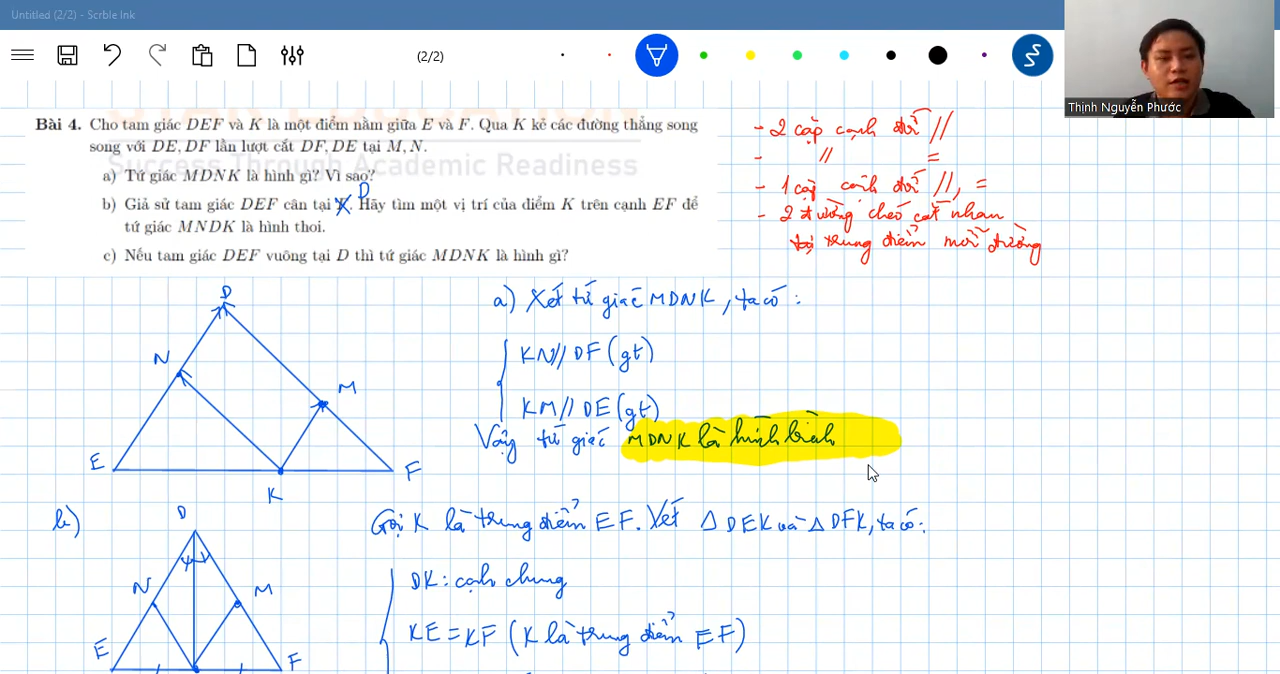 Untitled (2/2) - Scrble Ink
(2/2)
Thịnh Nguyễn Phước
Success Through Academic Readiness
Bài 4. Cho tam giác DEF và K là một điểm nằm giữa E và F. Qua K kẻ các đường thẳng song
song với DE, DF lần lượt cắt DF, DE tại M, N.
a) Tứ giác MDNK là hình gì? Vì sao?
D
b) Giả sử tam giác DEF cân tại . Hãy tìm một vị trí của điểm K trên cạnh EF để
tứ giác MNDK là hình thoi.
c) Nếu tam giác DEF vuông tại D thì tứ giác MDNK là hình gì?
- 2 cặp cạnh đối //
- // =
- 1 cặp cạnh đối //, =
- 2 đường chéo cắt nhau
trung điểm mỗi đường
D
N
M
E
F
K
a) Xét tứ giác MDNK, ta có:
KN // DF (gt)
KM // DE (gt)
Vậy tứ giác MDNK là hình bình
b)
D
N
M
E
F
Gọi K là trung điểm EF. Xét Δ DEK và Δ DFK, ta có:
DK: cạnh chung
KE = KF (K là trung điểm EF)